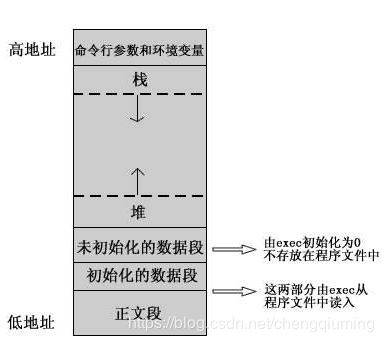 高地址
命令行参数和环境变量
栈
堆
未初始化的数据段
由exec初始化为0
不存放在程序文件中
初始化的数据段
这两部分由exec从
程序文件中读入
正文段
低地址
https://blog.csdn.net/chengqiuming